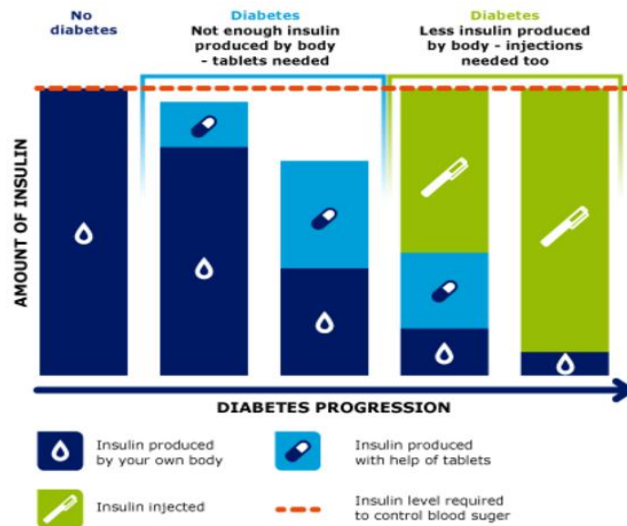 No
diabetes
Diabetes
Not enough insulin
produced by body
- tablets needed
Diabetes
Less insulin produced
by body - injections
needed too
AMOUNT OF INSULIN
DIABETES PROGRESSION
Insulin produced
by your own body
Insulin produced
with help of tablets
Insulin injected
Insulin level required
to control blood suger